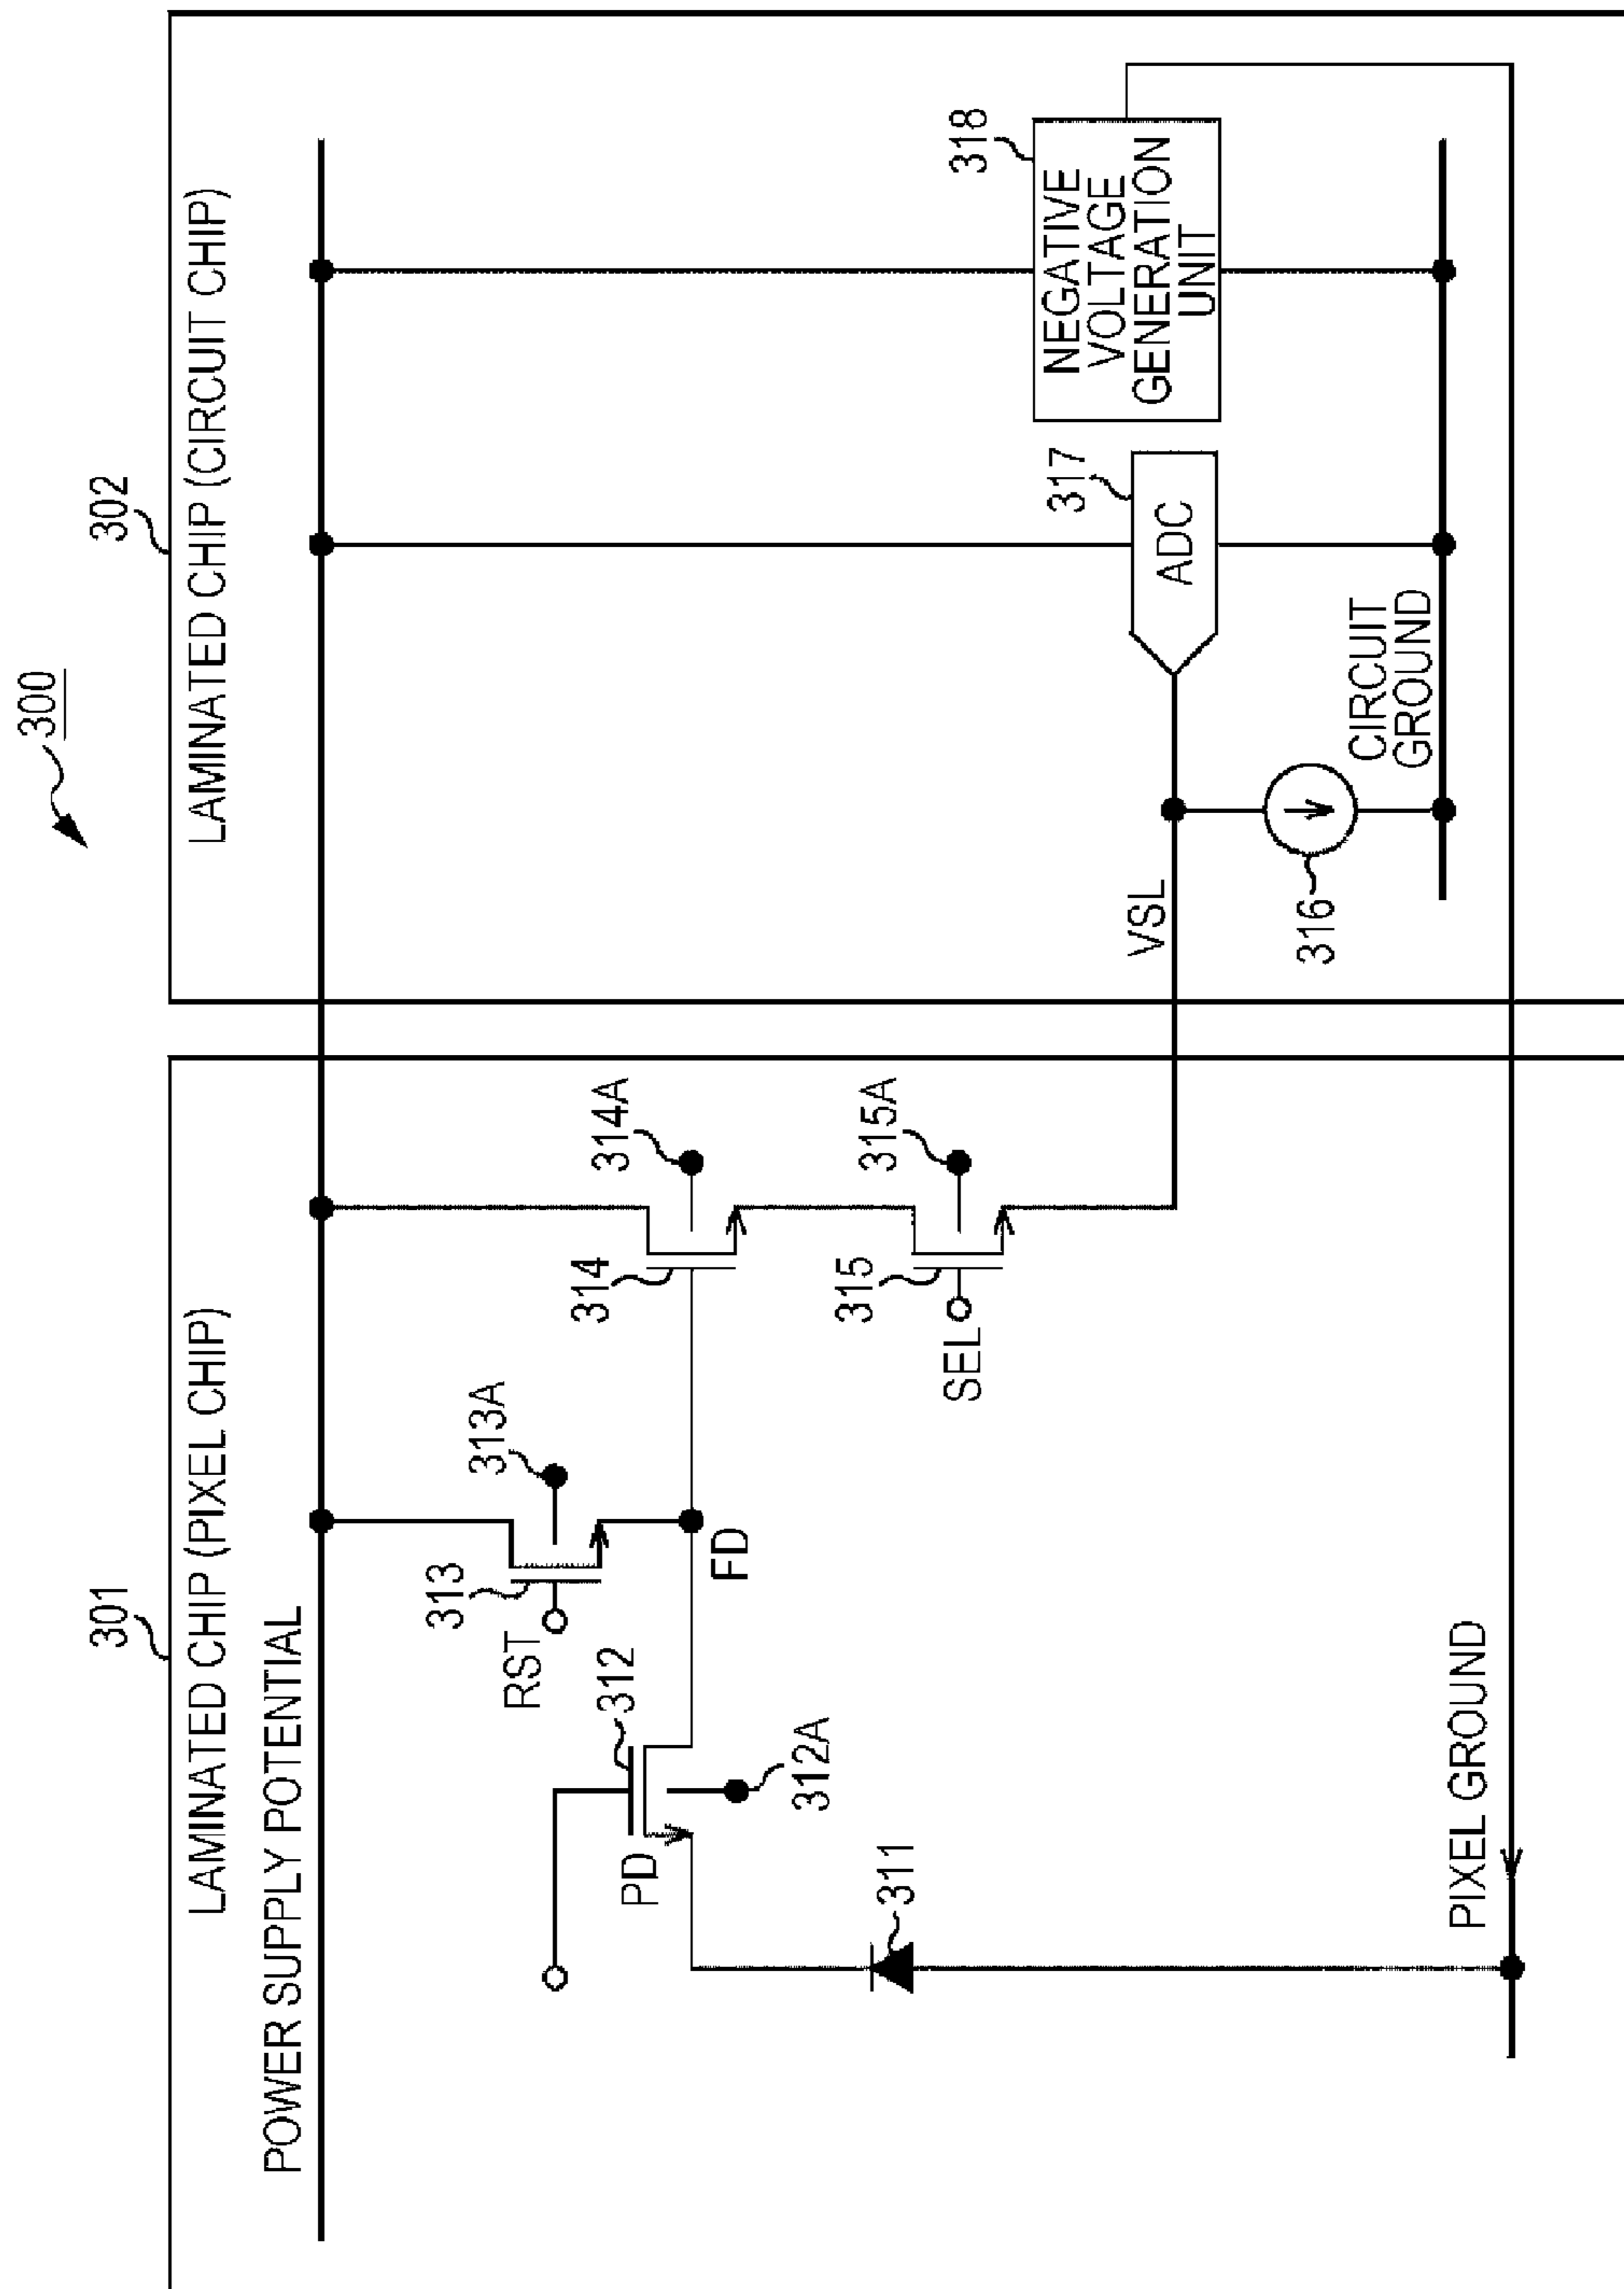 300
301
LAMINATED CHIP (PIXEL CHIP)
POWER SUPPLY POTENTIAL
RST
313
313A
312
PD
312A
FD
314
314A
315
315A
SEL
311
PIXEL GROUND
302
LAMINATED CHIP (CIRCUIT CHIP)
VSL
316
CIRCUIT
GROUND
317
ADC
318
NEGATIVE
VOLTAGE
GENERATION
UNIT